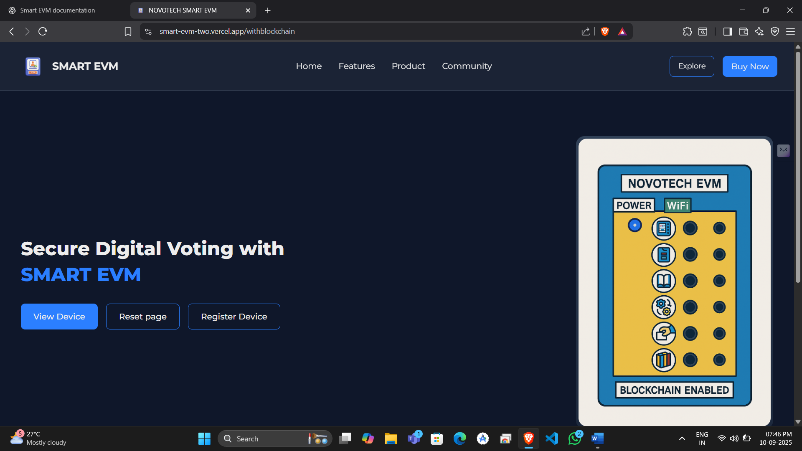 Smart EVM documentation
NOVOTECH SMART EVM
smart-evm-two.vercel.app/withblockchain
SMART EVM
Home
Features
Product
Community
Explore
Buy Now
NOVOTECH EVM
POWER
WiFi
Secure Digital Voting with
SMART EVM
View Device
Reset page
Register Device
BLOCKCHAIN ENABLED
27°C
Mostly cloudy
Search
ENG
IN
07:46 PM
10-09-2025